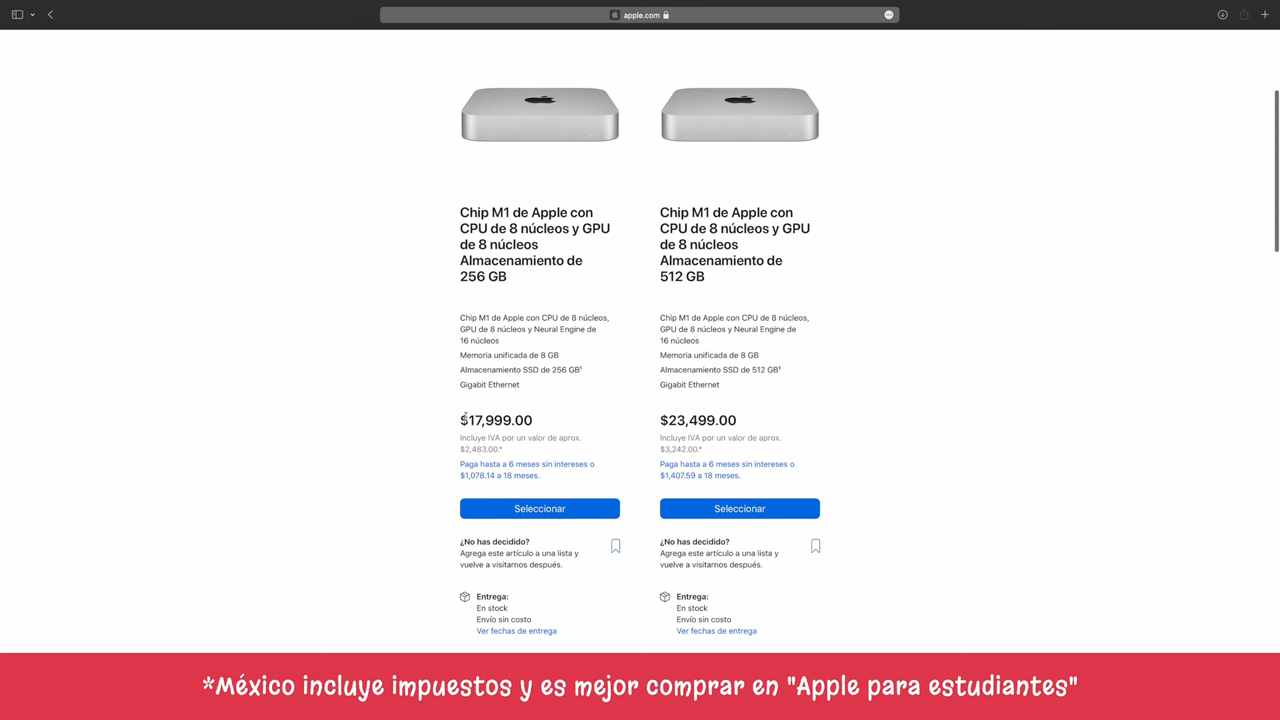 apple.com
Chip M1 de Apple con
CPU de 8 núcleos y GPU
de 8 núcleos
Almacenamiento de
256 GB
Chip M1 de Apple con CPU de 8 núcleos,
GPU de 8 núcleos y Neural Engine de
16 núcleos
Memoria unificada de 8 GB
Almacenamiento SSD de 256 GB¹
Gigabit Ethernet
$17,999.00
Incluye IVA por un valor de aprox.
$2,483.00.*
Paga hasta a 6 meses sin intereses o
$1,078.14 a 18 meses.
Seleccionar
¿No has decidido?
Agrega este artículo a una lista y
vuelve a visitarnos después.
Entrega:
En stock
Envío sin costo
Ver fechas de entrega
Chip M1 de Apple con
CPU de 8 núcleos y GPU
de 8 núcleos
Almacenamiento de
512 GB
Chip M1 de Apple con CPU de 8 núcleos,
GPU de 8 núcleos y Neural Engine de
16 núcleos
Memoria unificada de 8 GB
Almacenamiento SSD de 512 GB¹
Gigabit Ethernet
$23,499.00
Incluye IVA por un valor de aprox.
$3,242.00.*
Paga hasta a 6 meses sin intereses o
$1,407.59 a 18 meses.
Seleccionar
¿No has decidido?
Agrega este artículo a una lista y
vuelve a visitarnos después.
Entrega:
En stock
Envío sin costo
Ver fechas de entrega
*México incluye impuestos y es mejor comprar en "Apple para estudiantes"